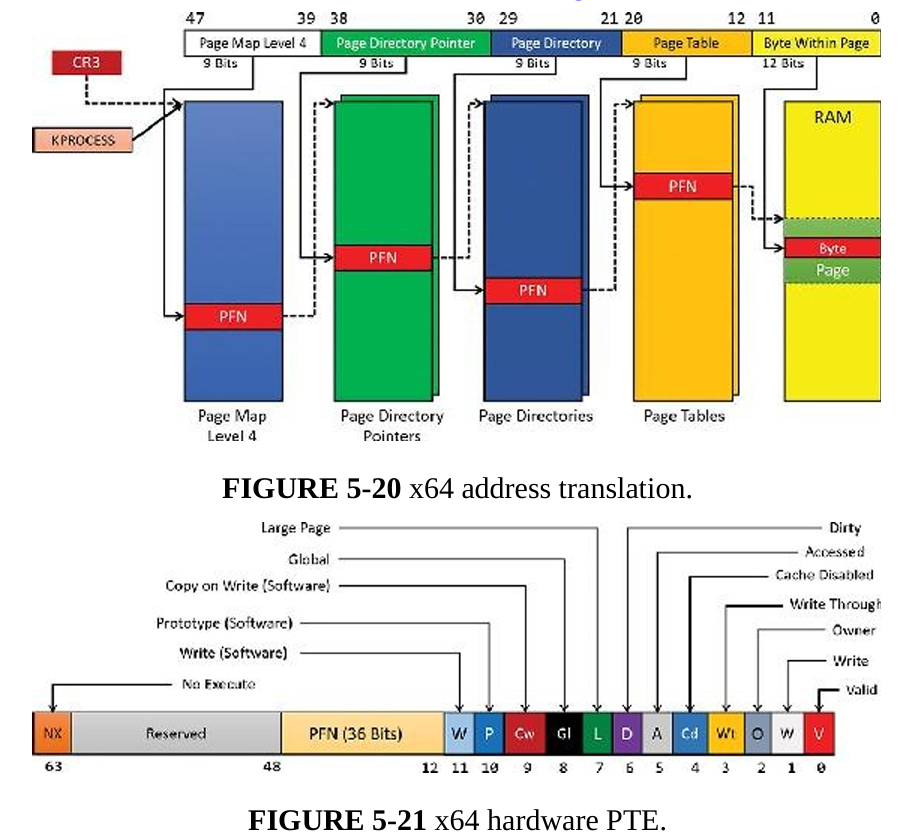 47 39 38 30 29 21 20 12 11 0
Page Map Level 4 Page Directory Pointer Page Directory Page Table Byte Within Page
9 Bits 9 Bits 9 Bits 9 Bits 12 Bits
CR3
KPROCESS
RAM
PFN
Byte
PFN
Page
PFN
PFN
Page Map
Level 4
Page Directory
Pointers
Page Directories
Page Tables
FIGURE 5-20 x64 address translation.
Large Page
Dirty
Global
Accessed
Copy on Write (Software)
Cache Disabled
Prototype (Software)
Write Through
Write (Software)
Owner
No Execute
Write
Valid
NX Reserved PFN (36 Bits) W P Cw Gl L D A Cd Wt O W V
63 48 12 11 10 9 8 7 6 5 4 3 2 1 0
FIGURE 5-21 x64 hardware PTE.